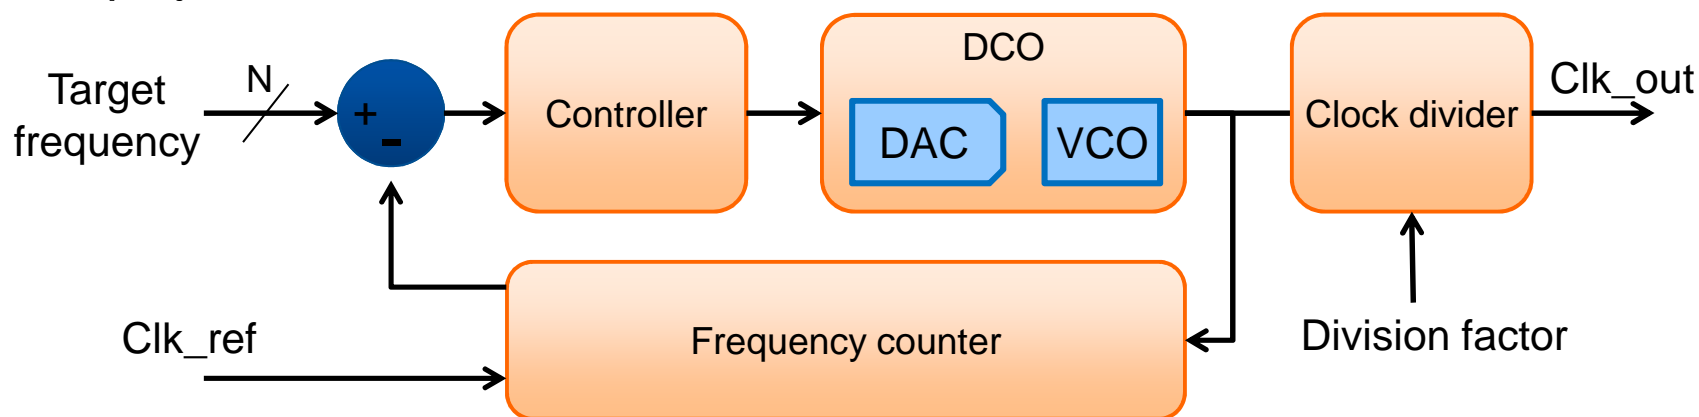 DCO
N
Clk_out
Target
frequency
+
-
Controller
DAC
VCO
Clock divider
Clk_ref
Frequency counter
Division factor